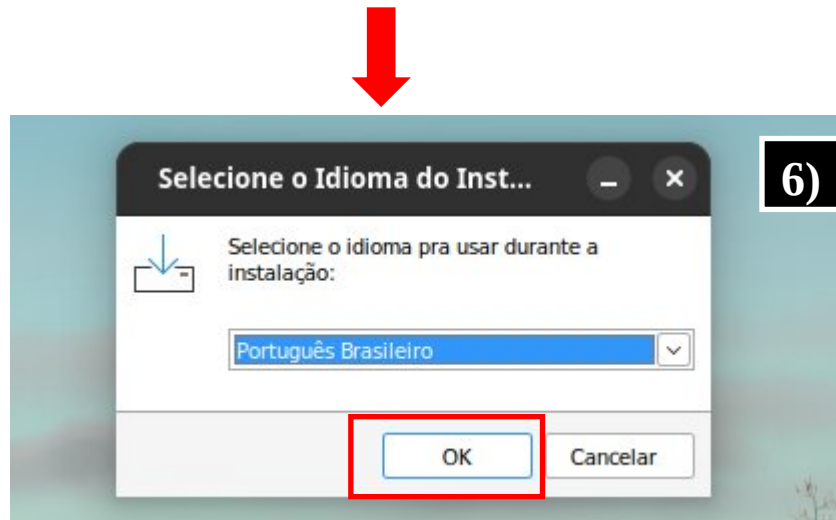 6)
Selecione o Idioma do Inst...
Selecione o idioma pra usar durante a
instalação:
Português Brasileiro
OK
Cancelar